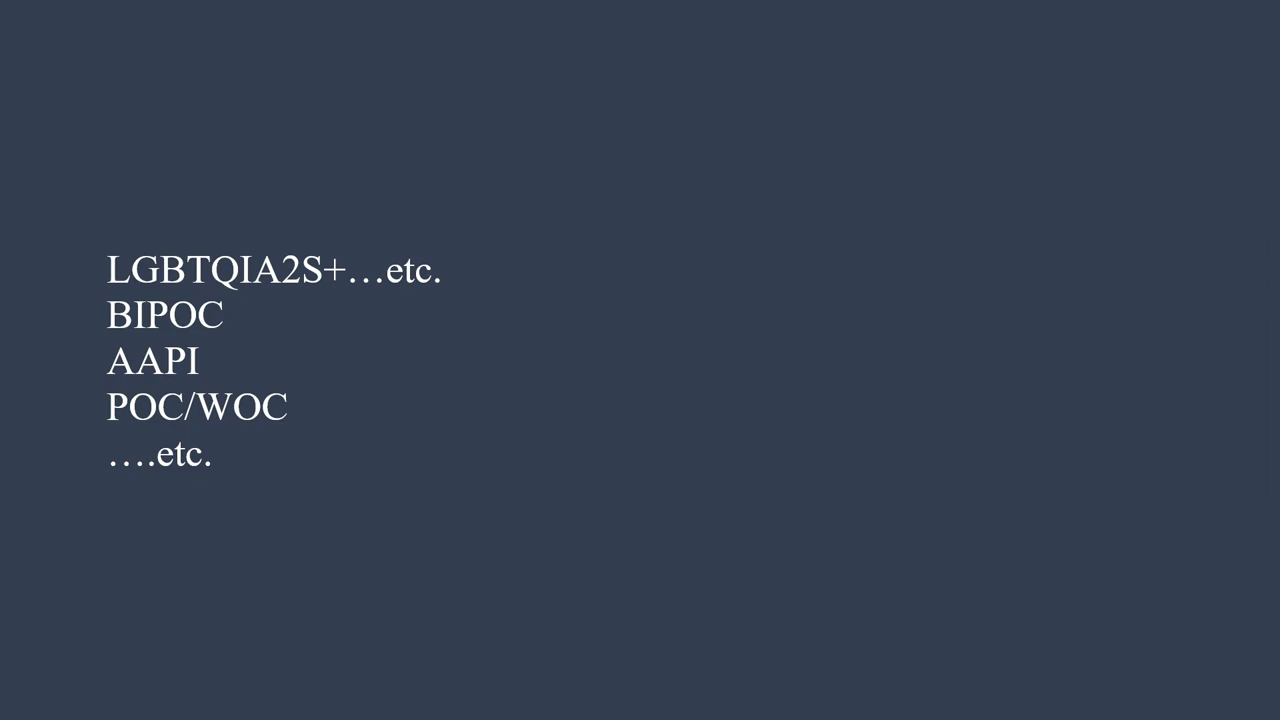 LGBTQIA2S+…etc.
BIPOC
AAPI
POC/WOC
….etc.